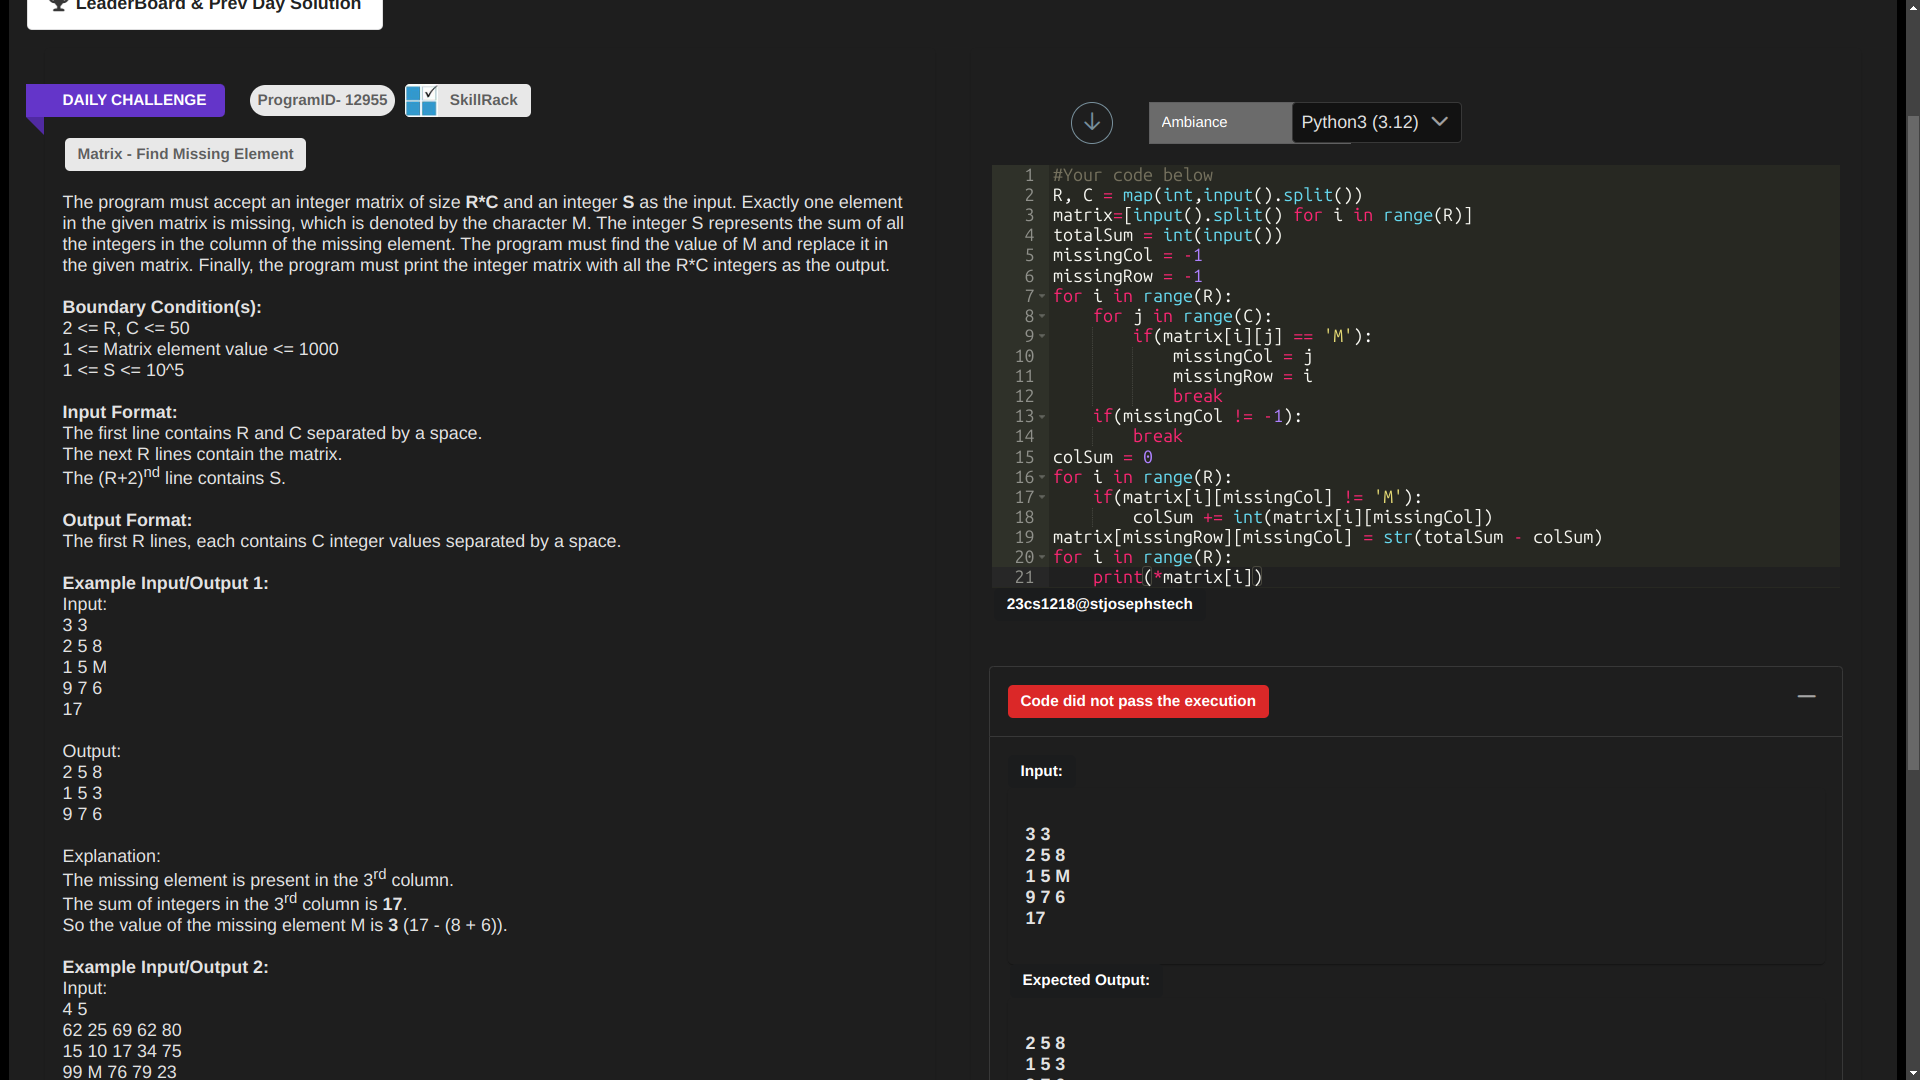 LeaderBoard & Prev Day Solution
DAILY CHALLENGE
ProgramID- 12955
SkillRack
Matrix - Find Missing Element
The program must accept an integer matrix of size R*C and an integer S as the input. Exactly one element
in the given matrix is missing, which is denoted by the character M. The integer S represents the sum of all
the integers in the column of the missing element. The program must find the value of M and replace it in
the given matrix. Finally, the program must print the integer matrix with all the R*C integers as the output.
Boundary Condition(s):
2 <= R, C <= 50
1 <= Matrix element value <= 1000
1 <= S <= 10^5
Input Format:
The first line contains R and C separated by a space.
The next R lines contain the matrix.
The (R+2)nd line contains S.
Output Format:
The first R lines, each contains C integer values separated by a space.
Example Input/Output 1:
Input:
3 3
2 5 8
1 5 M
9 7 6
17
Output:
2 5 8
1 5 3
9 7 6
Explanation:
The missing element is present in the 3rd column.
The sum of integers in the 3rd column is 17.
So the value of the missing element M is 3 (17 - (8 + 6)).
Example Input/Output 2:
Input:
4 5
62 25 69 62 80
15 10 17 34 75
99 M 76 79 23
Ambiance
Python3 (3.12)
1 #Your code below
2 R, C = map(int,input().split())
3 matrix=[input().split() for i in range(R)]
4 totalSum = int(input())
5 missingCol = -1
6 missingRow = -1
7 for i in range(R):
8     for j in range(C):
9         if(matrix[i][j] == 'M'):
10             missingCol = j
11             missingRow = i
12             break
13     if(missingCol != -1):
14         break
15 colSum = 0
16 for i in range(R):
17     if(matrix[i][missingCol] != 'M'):
18         colSum += int(matrix[i][missingCol])
19 matrix[missingRow][missingCol] = str(totalSum - colSum)
20 for i in range(R):
21     print(*matrix[i])
23cs1218@stjosephstech
Code did not pass the execution
Input:
3 3
2 5 8
1 5 M
9 7 6
17
Expected Output:
2 5 8
1 5 3